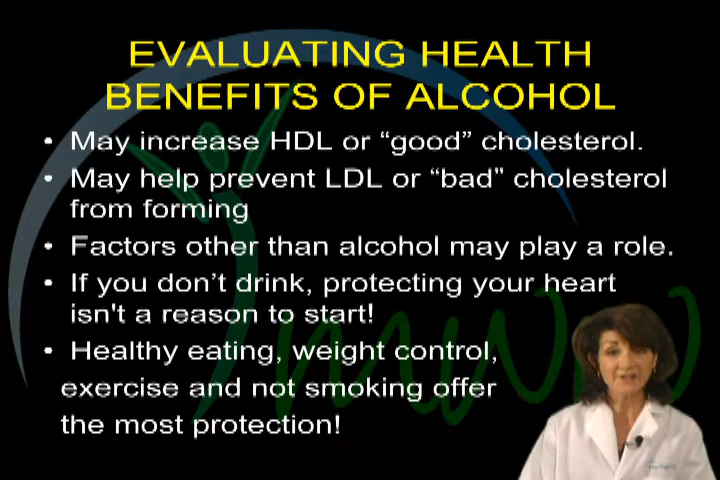 EVALUATING HEALTH
BENEFITS OF ALCOHOL
• May increase HDL or “good” cholesterol.
• May help prevent LDL or “bad” cholesterol
from forming
• Factors other than alcohol may play a role.
• If you don’t drink, protecting your heart
isn't a reason to start!
• Healthy eating, weight control,
exercise and not smoking offer
the most protection!